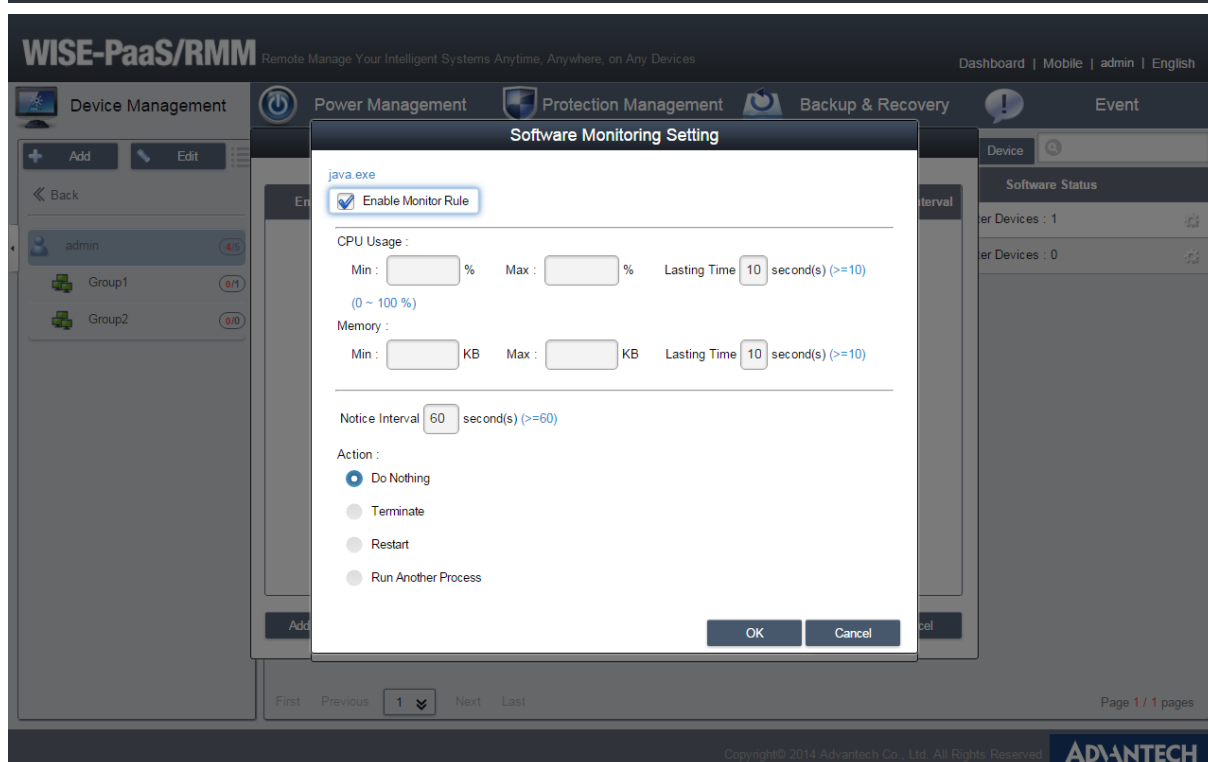 WISE-PaaS/RMM Remote Manage Your Intelligent Systems Anytime, Anywhere, on Any Devices
Dashboard | Mobile | admin | English
Device Management Power Management Protection Management Backup & Recovery Event
Software Monitoring Setting
Add Edit
Device
java.exe
Back
Enable Monitor Rule
En
terval
Software Status
er Devices : 1
CPU Usage :
admin 4/5
er Devices : 0
Min : % Max : % Lasting Time 10 second(s) (>=10)
Group1 0/1
(0 ~ 100 %)
Group2 0/0
Memory :
Min : KB Max : KB Lasting Time 10 second(s) (>=10)
Notice Interval 60 second(s) (>=60)
Action :
Do Nothing
Terminate
Restart
Run Another Process
Add
OK Cancel
cel
First Previous 1 Next Last
Page 1 / 1 pages
Copyright© 2014 Advantech Co., Ltd. All Rights Reserved
ADVANTECH